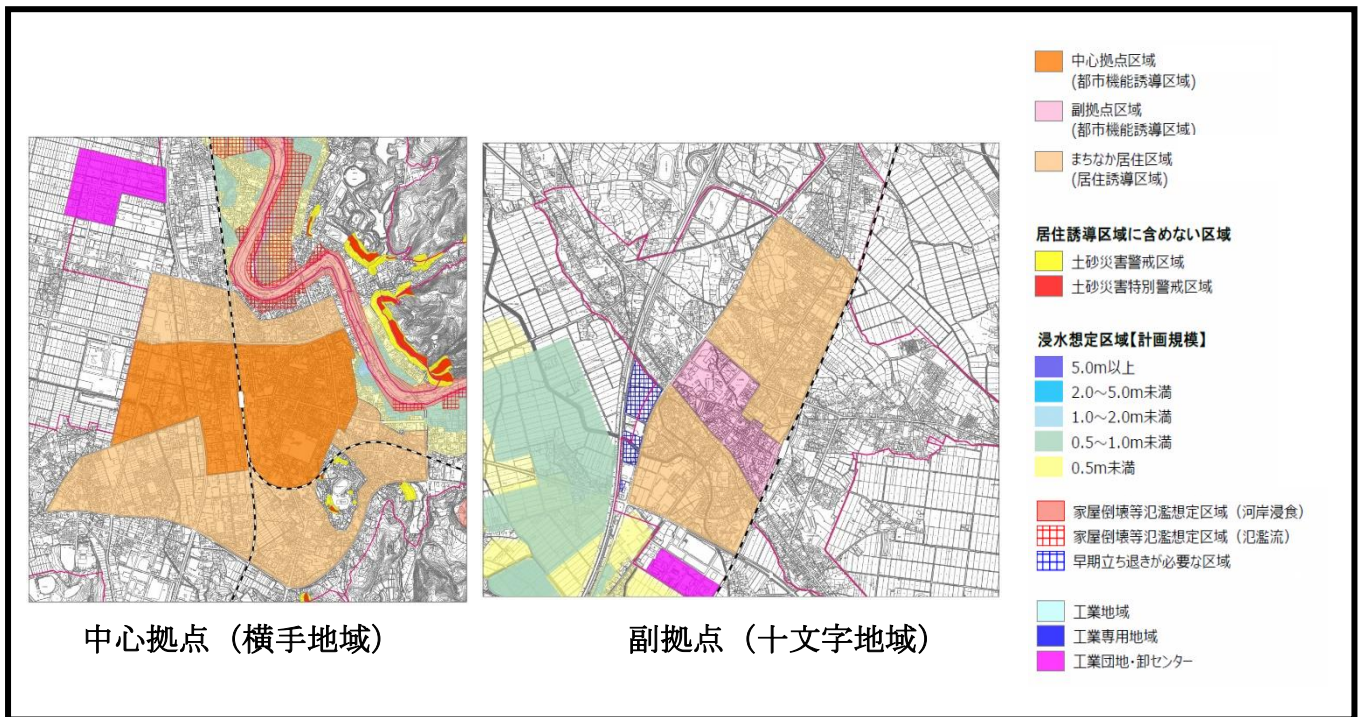 中心拠点（横手地域）
副拠点（十文字地域）
中心拠点区域
(都市機能誘導区域)
副拠点区域
(都市機能誘導区域)
まちなか居住区域
(居住誘導区域)
居住誘導区域に含めない区域
土砂災害警戒区域
土砂災害特別警戒区域
浸水想定区域【計画規模】
5.0m以上
2.0～5.0m未満
1.0～2.0m未満
0.5～1.0m未満
0.5m未満
家屋倒壊等氾濫想定区域（河岸浸食）
家屋倒壊等氾濫想定区域（氾濫流）
早期立ち退きが必要な区域
工業地域
工業専用地域
工業団地・卸センター